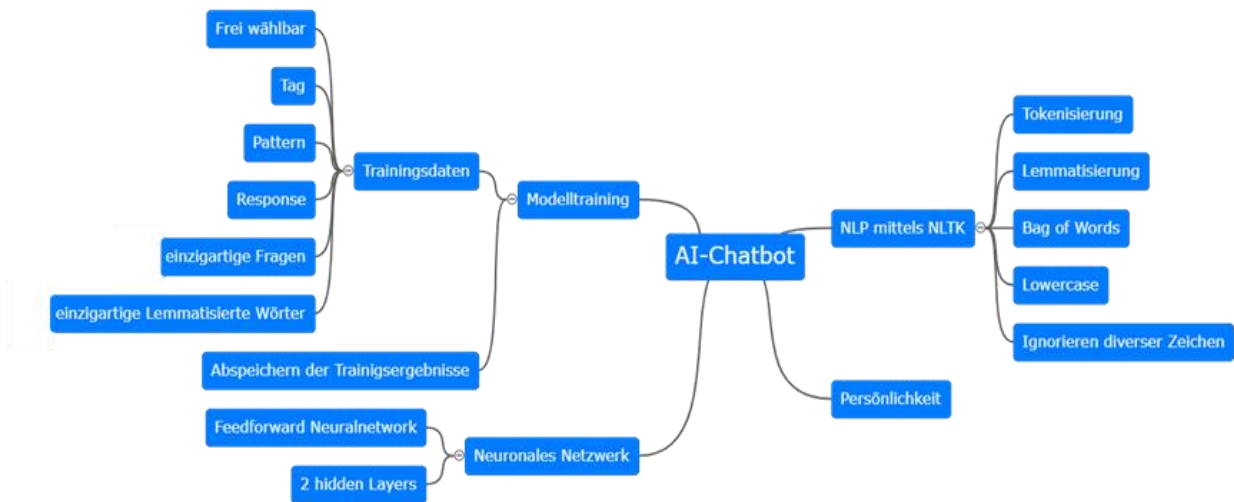 Frei wählbar
Tag
Pattern
Response
einzigartige Fragen
einzigartige Lemmatisierte Wörter
Trainingsdaten
Abspeichern der Trainigsergebnisse
Modelltraining
Feedforward Neuralnetwork
2 hidden Layers
Neuronales Netzwerk
AI-Chatbot
NLP mittels NLTK
Tokenisierung
Lemmatisierung
Bag of Words
Lowercase
Ignorieren diverser Zeichen
Persönlichkeit